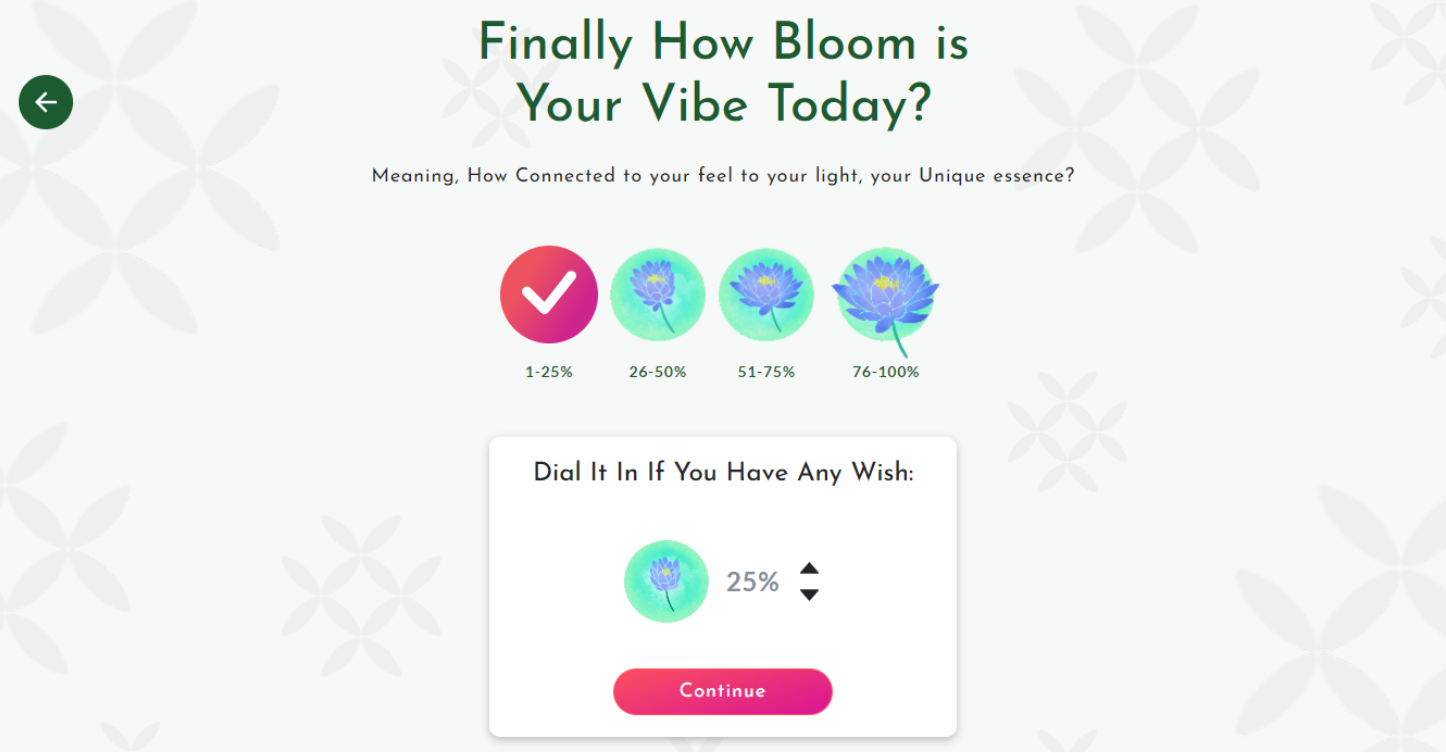 Finally How Bloom is
Your Vibe Today?
Meaning, How Connected to your feel to your light, your Unique essence?
1-25%
26-50%
51-75%
76-100%
Dial It In If You Have Any Wish:
25%
Continue